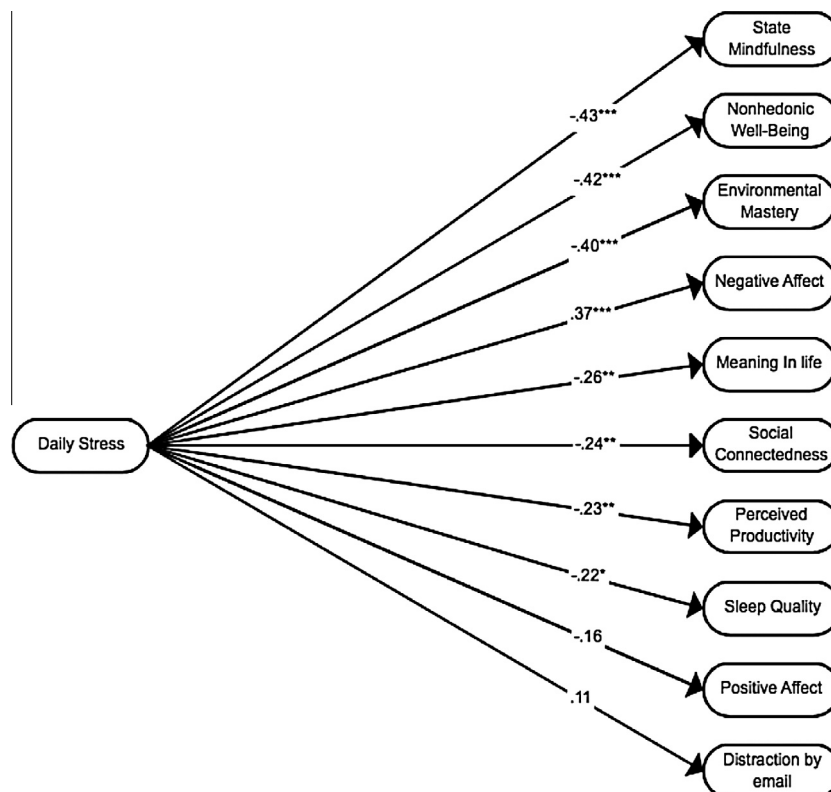 State
Mindfulness
-.43***
Nonhedonic
Well-Being
-.42***
Environmental
Mastery
-.40***
Negative Affect
.37***
Meaning In life
-.26**
Daily Stress
Social
Connectedness
-.24**
Perceived
Productivity
-.23**
Sleep Quality
-.22*
Positive Affect
-.16
Distraction by
email
.11